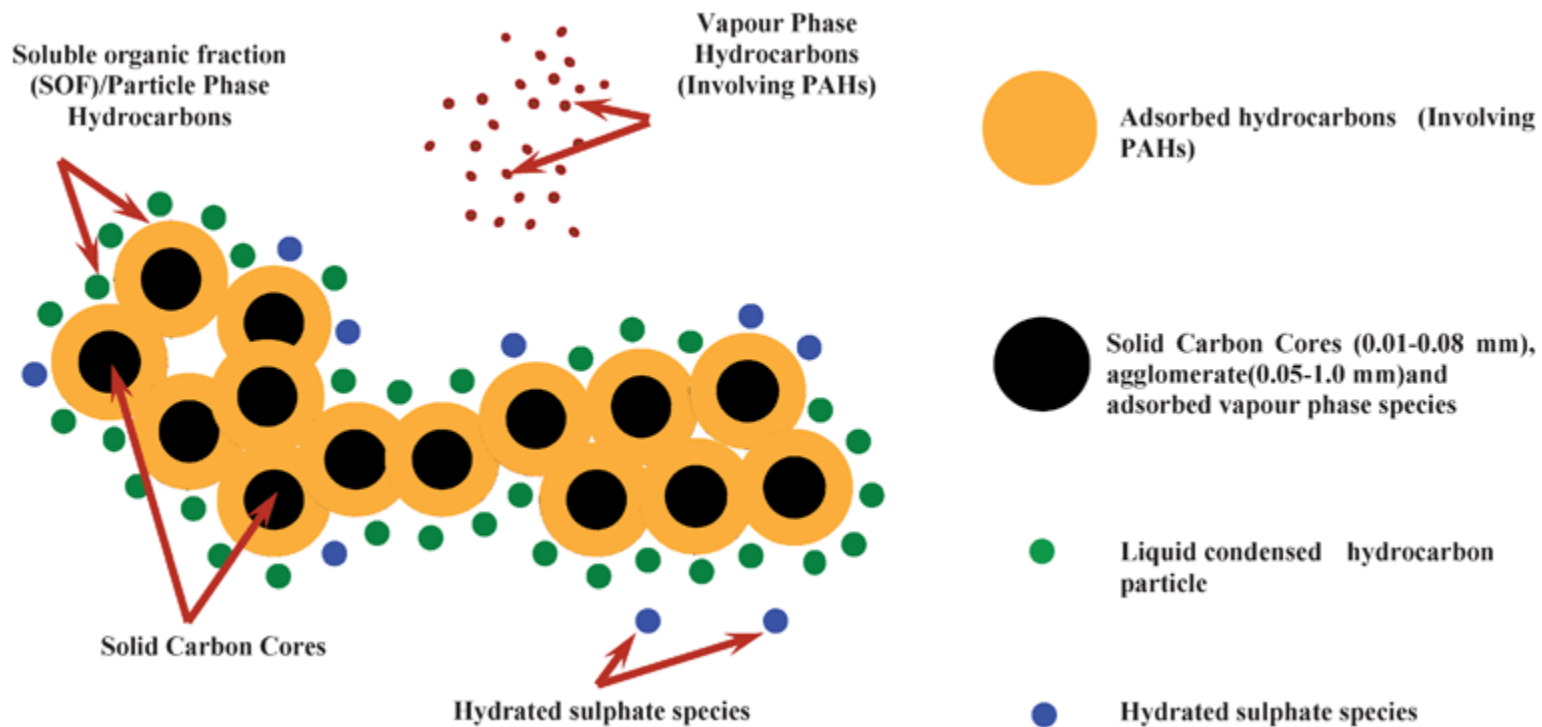 Soluble organic fraction
(SOF)/Particle Phase
Hydrocarbons
Vapour Phase
Hydrocarbons
(Involving PAHs)
Adsorbed hydrocarbons (Involving
PAHs)
Solid Carbon Cores (0.01-0.08 mm),
agglomerate(0.05-1.0 mm)and
adsorbed vapour phase species
Liquid condensed hydrocarbon
particle
Solid Carbon Cores
Hydrated sulphate species
Hydrated sulphate species